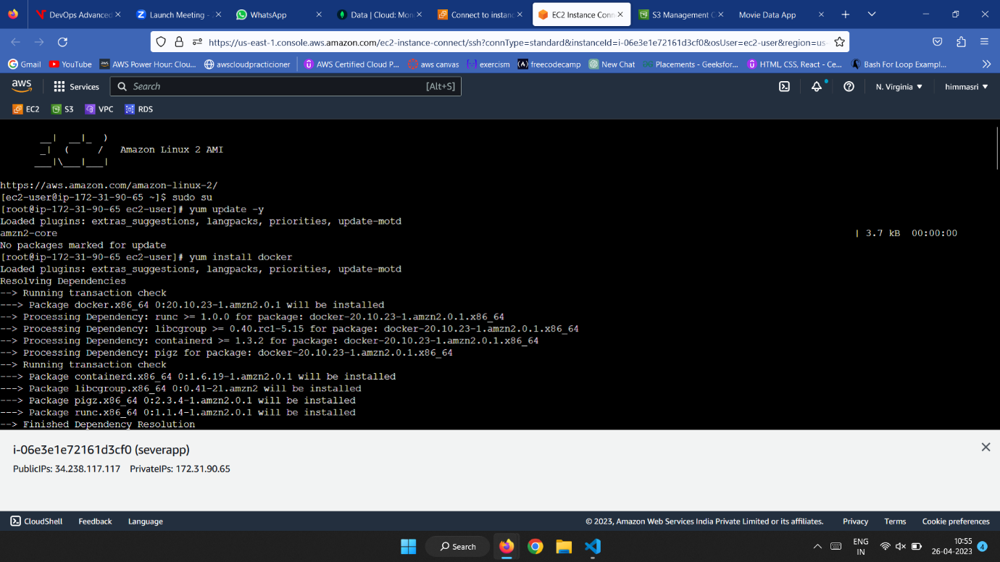 DevOps Advanced
Launch Meeting -
WhatsApp
Data | Cloud: Mon
Connect to instanc
EC2 Instance Conn
S3 Management C
Movie Data App
https://us-east-1.console.aws.amazon.com/ec2-instance-connect/ssh?connType=standard&instanceId=i-06e3e1e72161d3cf0&osUser=ec2-user&region=us-
Gmail
YouTube
AWS Power Hour: Clou...
awscloudpracticioner
AWS Certified Cloud P...
aws canvas
exercism
freecodecamp
New Chat
Placements - Geeksfor...
HTML, CSS, React - Ce...
Bash For Loop Exampl...
aws
Services
Search
[Alt+S]
N. Virginia
himmasri
EC2
S3
VPC
RDS
__|  __|_  )
_|  (     /   Amazon Linux 2 AMI
___|\___|___|
https://aws.amazon.com/amazon-linux-2/
[ec2-user@ip-172-31-90-65 ~]$ sudo su
[root@ip-172-31-90-65 ec2-user]# yum update -y
Loaded plugins: extras_suggestions, langpacks, priorities, update-motd
amzn2-core | 3.7 kB 00:00:00
No packages marked for update
[root@ip-172-31-90-65 ec2-user]# yum install docker
Loaded plugins: extras_suggestions, langpacks, priorities, update-motd
Resolving Dependencies
--> Running transaction check
---> Package docker.x86_64 0:20.10.23-1.amzn2.0.1 will be installed
--> Processing Dependency: runc >= 1.0.0 for package: docker-20.10.23-1.amzn2.0.1.x86_64
--> Processing Dependency: libcgroup >= 0.40.rc1-5.15 for package: docker-20.10.23-1.amzn2.0.1.x86_64
--> Processing Dependency: containerd >= 1.3.2 for package: docker-20.10.23-1.amzn2.0.1.x86_64
--> Processing Dependency: pigz for package: docker-20.10.23-1.amzn2.0.1.x86_64
--> Running transaction check
---> Package containerd.x86_64 0:1.6.19-1.amzn2.0.1 will be installed
---> Package libcgroup.x86_64 0:0.41-21.amzn2 will be installed
---> Package pigz.x86_64 0:2.3.4-1.amzn2.0.1 will be installed
---> Package runc.x86_64 0:1.1.4-1.amzn2.0.1 will be installed
--> Finished Dependency Resolution
i-06e3e1e72161d3cf0 (severapp)
PublicIPs: 34.238.117.117 PrivateIPs: 172.31.90.65
CloudShell
Feedback
Language
© 2023, Amazon Web Services India Private Limited or its affiliates.
Privacy
Terms
Cookie preferences
Search
ENG
IN
10:55
26-04-2023
4